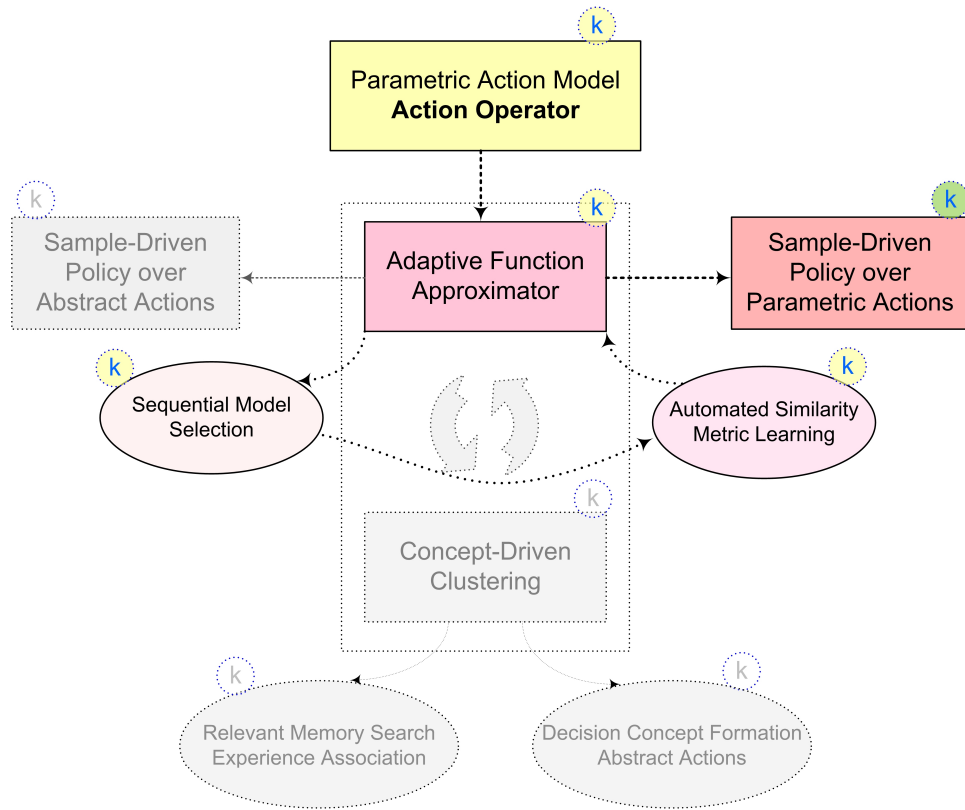 k
Parametric Action Model
Action Operator
k
Sample-Driven
Policy over
Abstract Actions
k
Adaptive Function
Approximator
k
Sample-Driven
Policy over
Parametric Actions
k
Sequential Model
Selection
k
Automated Similarity
Metric Learning
k
Concept-Driven
Clustering
k
Relevant Memory Search
Experience Association
k
Decision Concept Formation
Abstract Actions